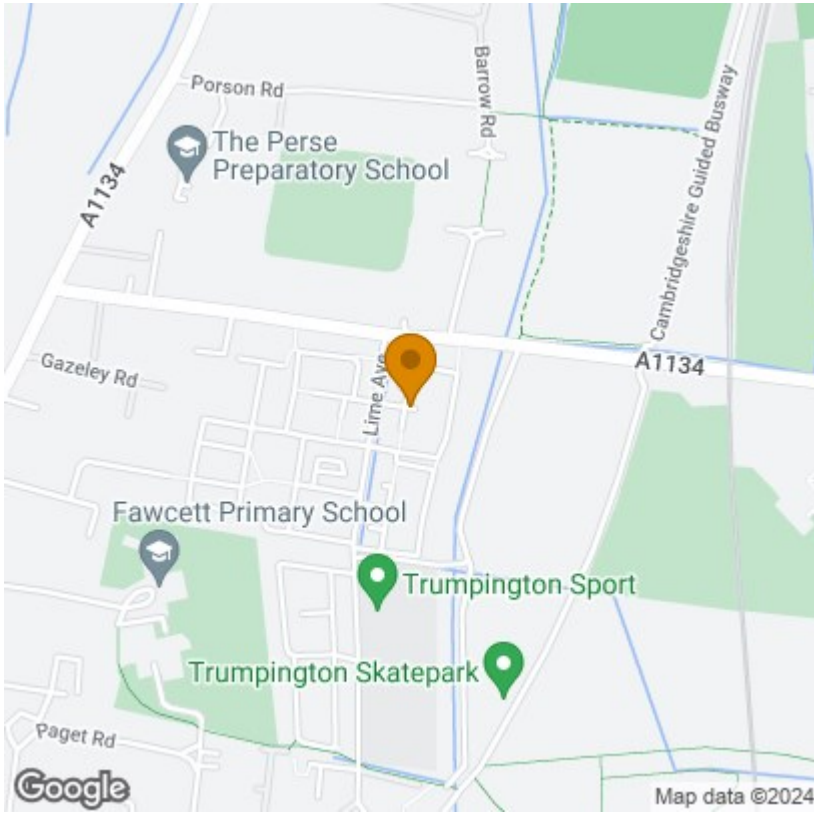 Porson Rd
Barrow Rd
The Perse
Preparatory School
A1134
Cambridgeshire Guided Busway
Gazeley Rd
Lime Ave
A1134
Fawcett Primary School
Trumpington Sport
Trumpington Skatepark
Paget Rd
Google
Map data ©2024